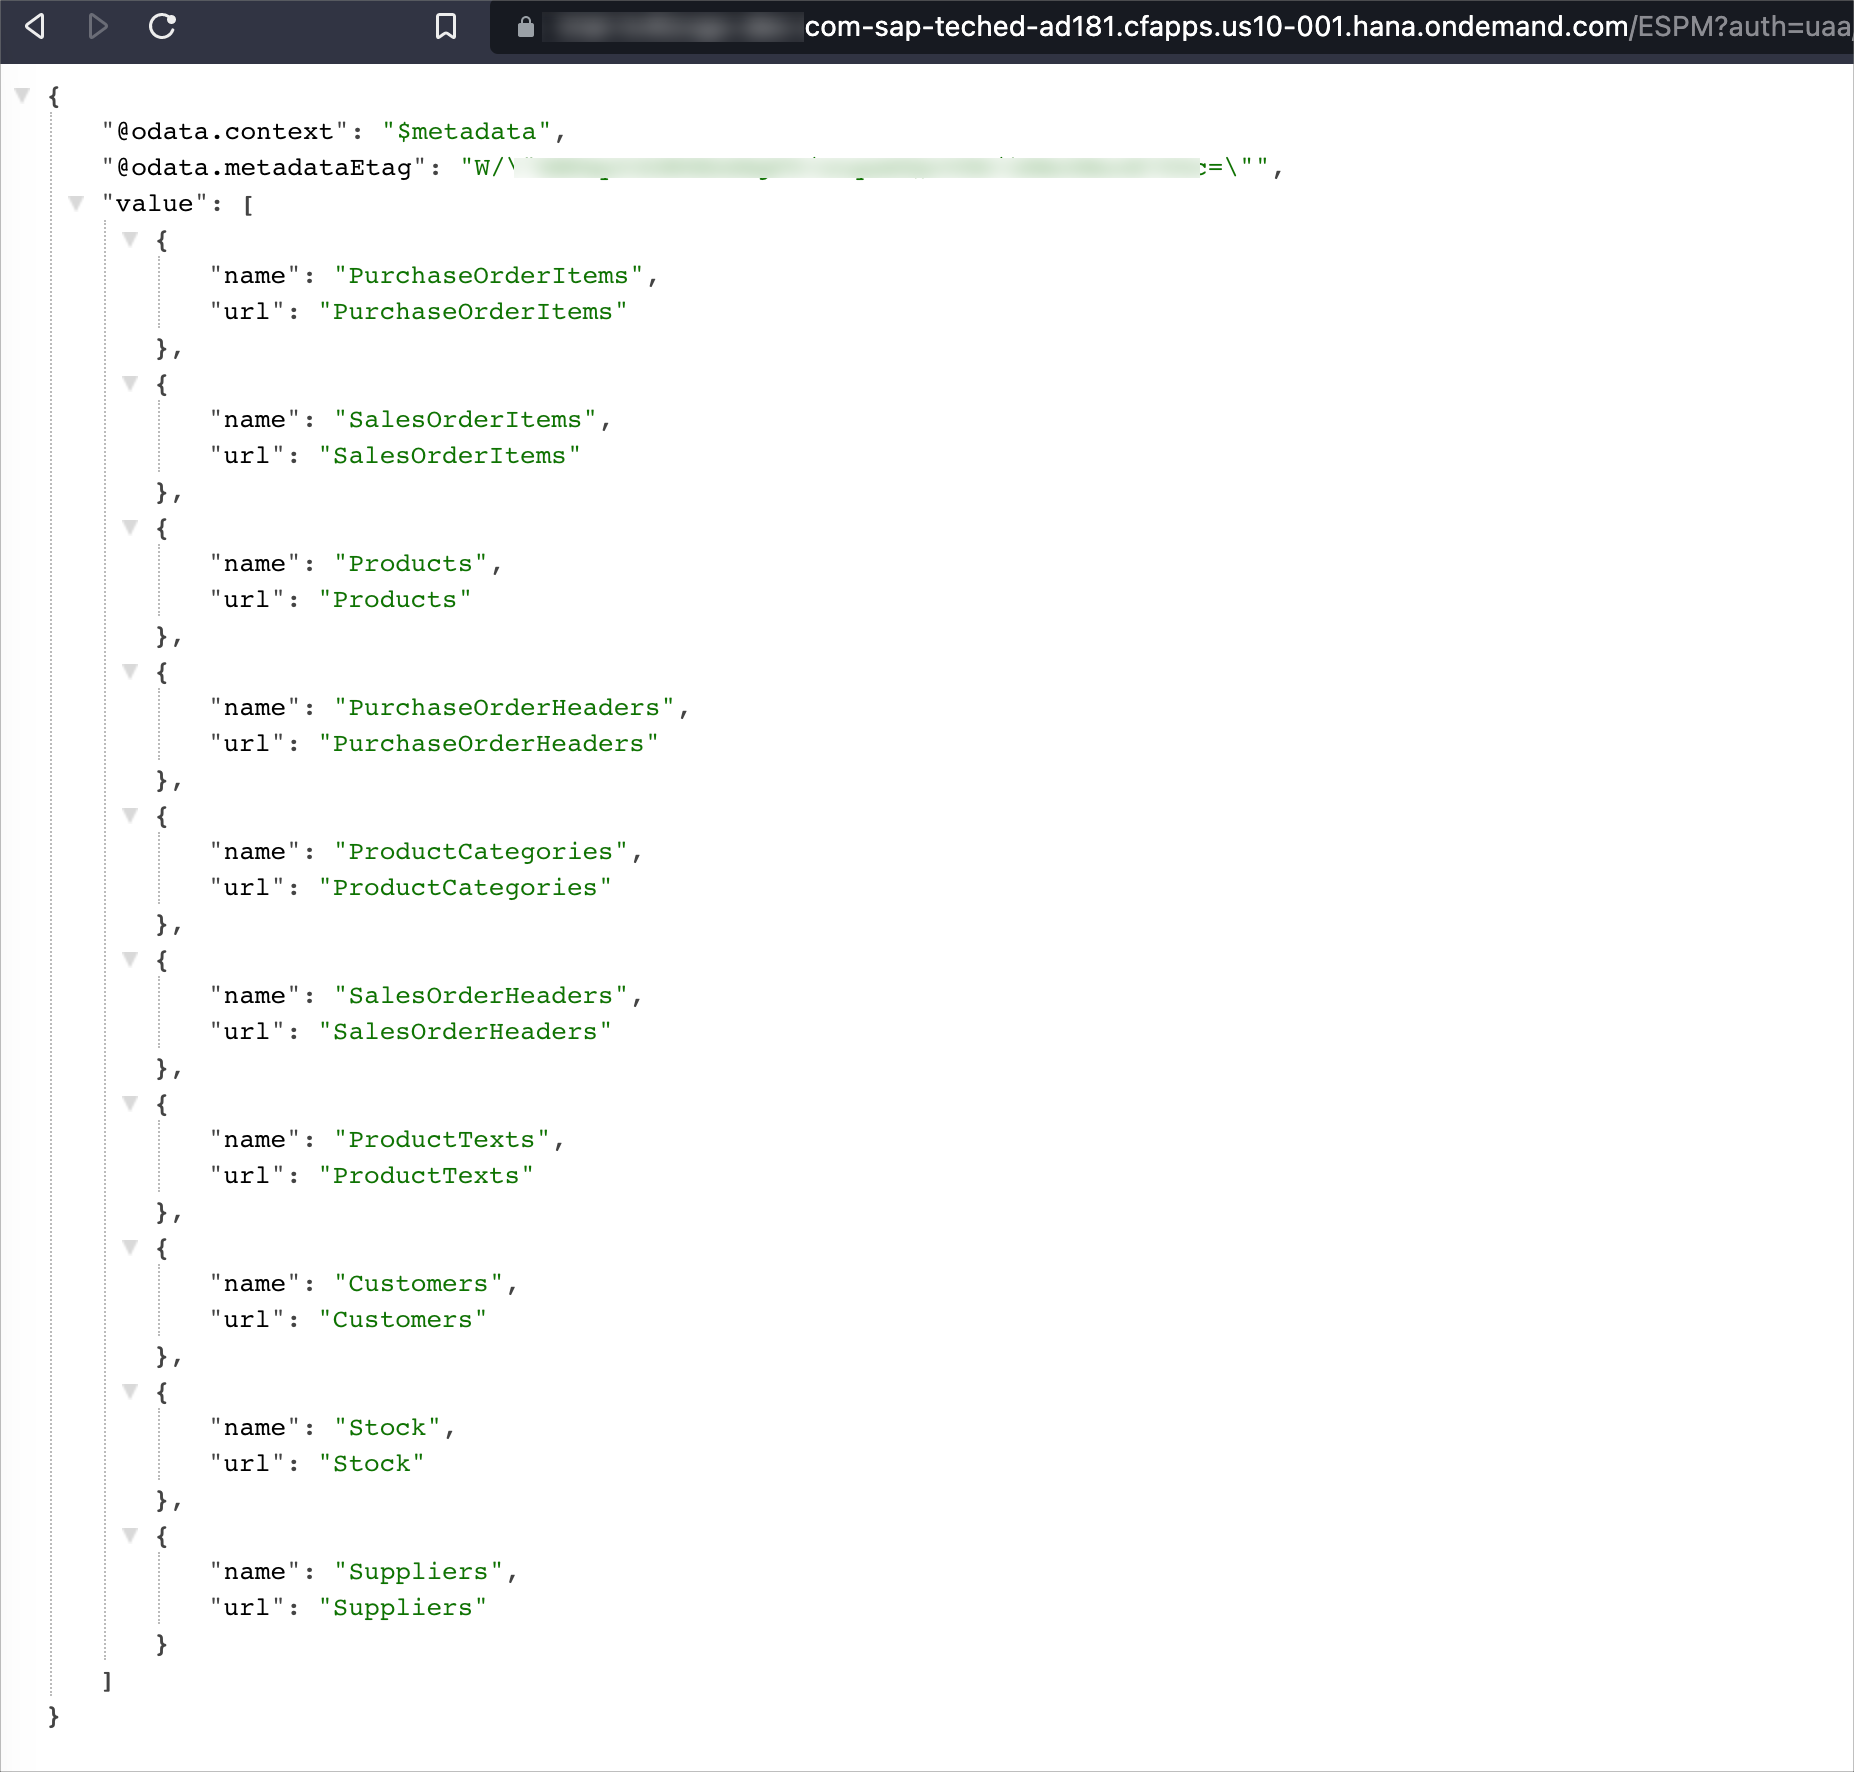 com-sap-teched-ad181.cfapps.us10-001.hana.ondemand.com/ESPM?auth=uaa
{
"@odata.context": "$metadata",
"@odata.metadataEtag": "W/\" c=\"",
"value": [
{
"name": "PurchaseOrderItems",
"url": "PurchaseOrderItems"
},
{
"name": "SalesOrderItems",
"url": "SalesOrderItems"
},
{
"name": "Products",
"url": "Products"
},
{
"name": "PurchaseOrderHeaders",
"url": "PurchaseOrderHeaders"
},
{
"name": "ProductCategories",
"url": "ProductCategories"
},
{
"name": "SalesOrderHeaders",
"url": "SalesOrderHeaders"
},
{
"name": "ProductTexts",
"url": "ProductTexts"
},
{
"name": "Customers",
"url": "Customers"
},
{
"name": "Stock",
"url": "Stock"
},
{
"name": "Suppliers",
"url": "Suppliers"
}
]
}